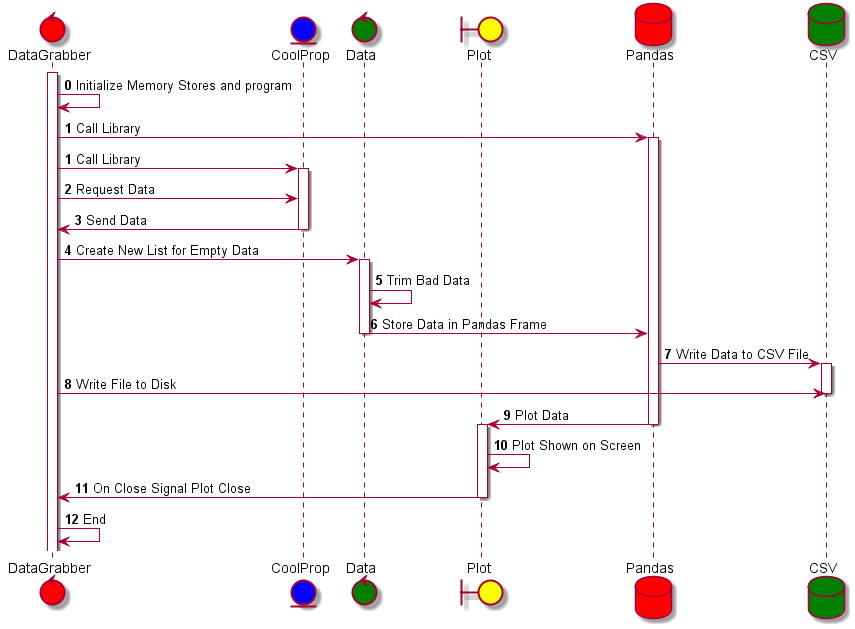 DataGrabber CoolProp Data Plot Pandas CSV
0 Initialize Memory Stores and program
1 Call Library
1 Call Library
2 Request Data
3 Send Data
4 Create New List for Empty Data
5 Trim Bad Data
6 Store Data in Pandas Frame
7 Write Data to CSV File
8 Write File to Disk
9 Plot Data
10 Plot Shown on Screen
11 On Close Signal Plot Close
12 End
DataGrabber CoolProp Data Plot Pandas CSV